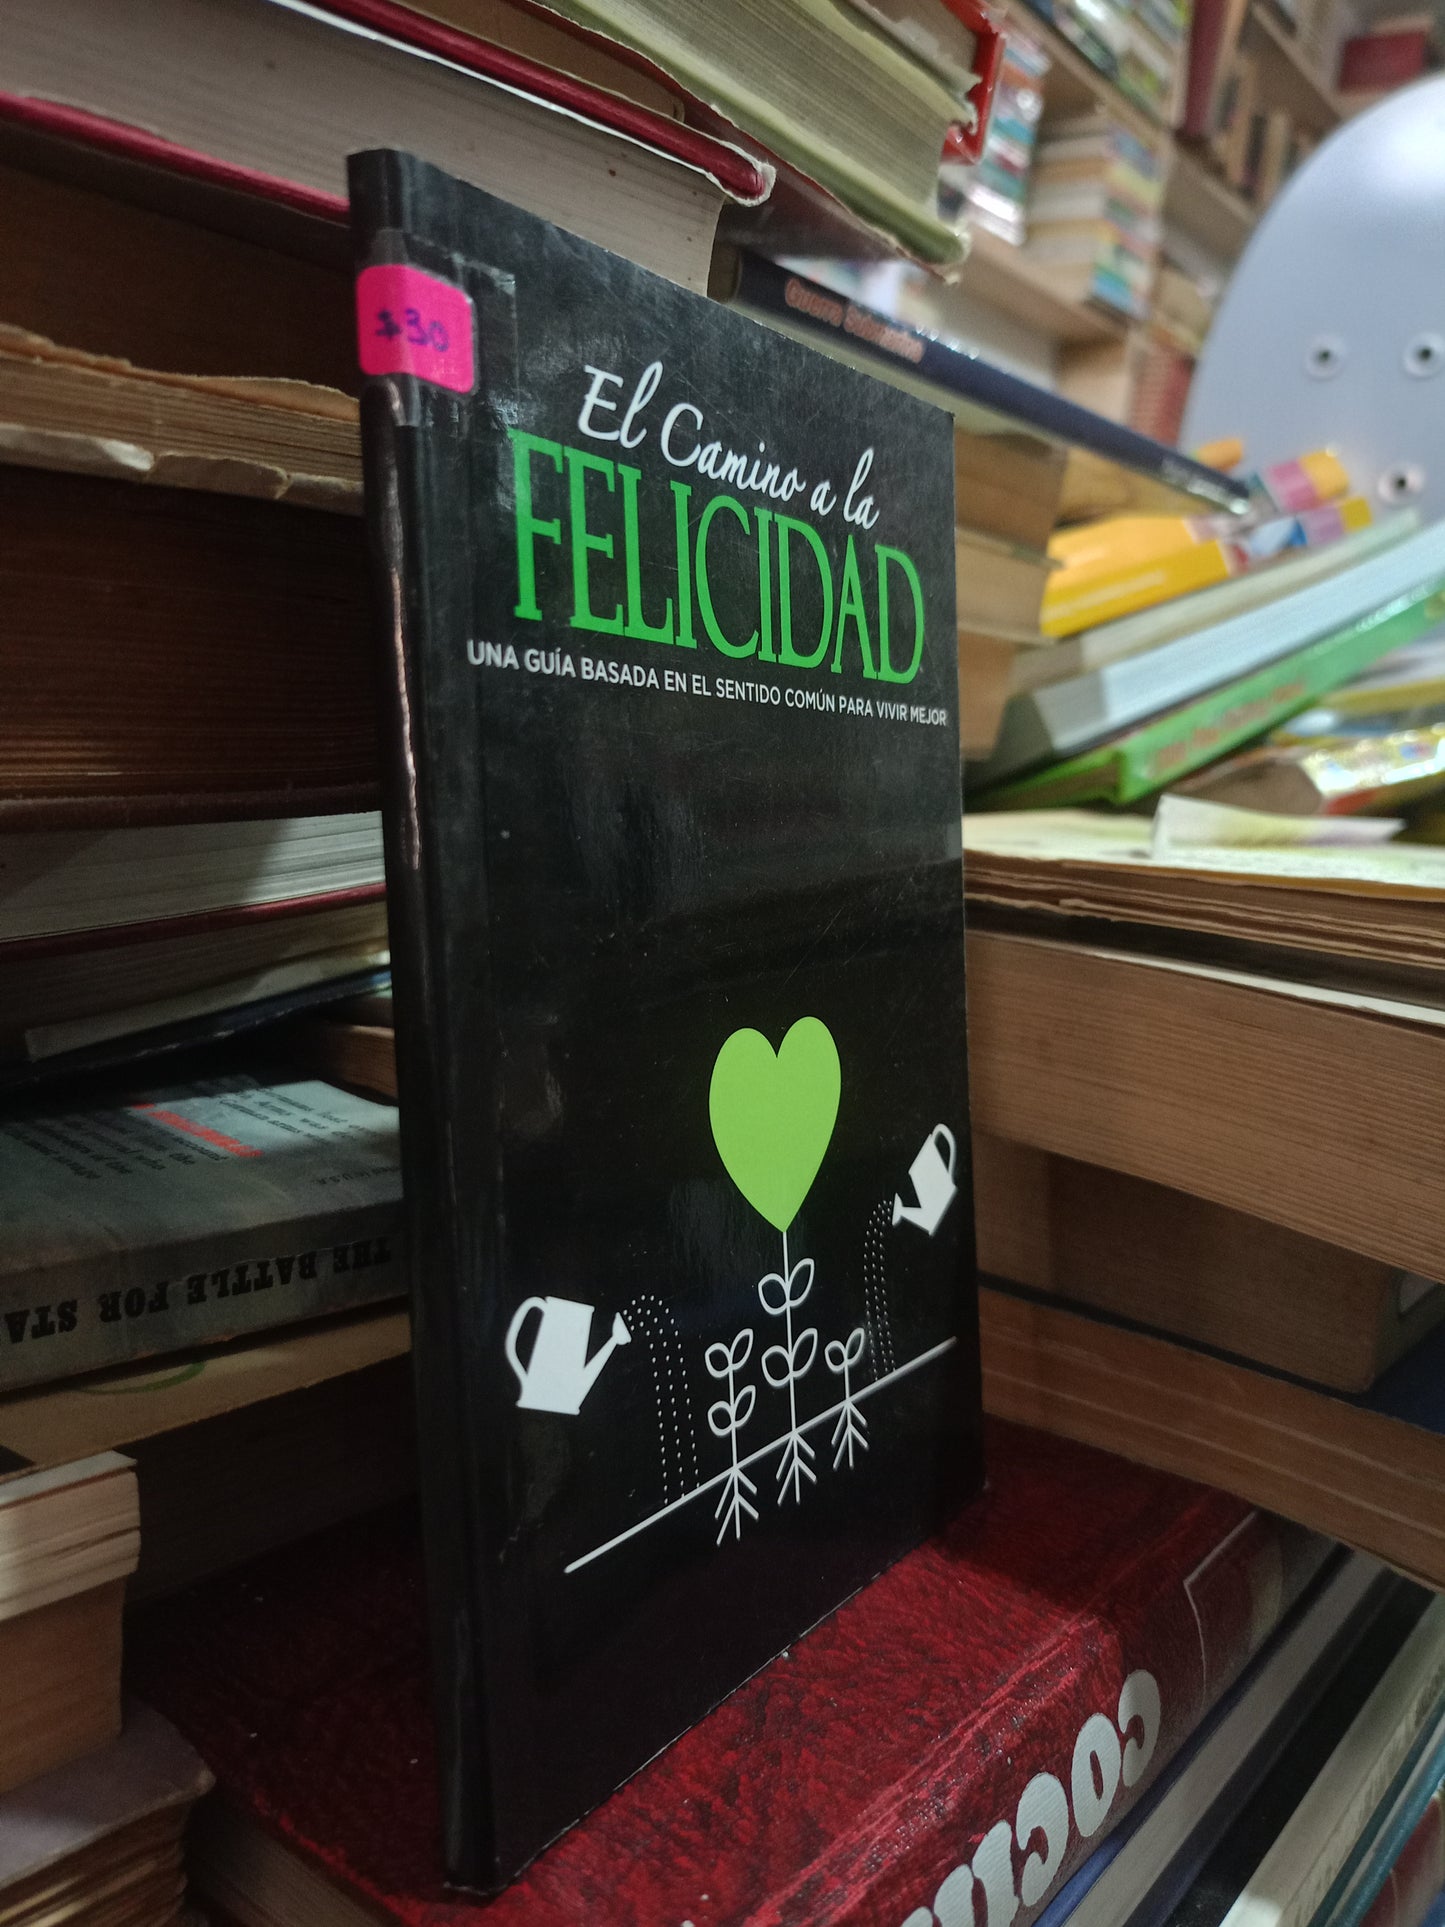 $30
El Camino a la
FELICIDAD
UNA GUÍA BASADA EN EL SENTIDO COMÚN PARA VIVIR MEJOR
THE BATTLE FOR STA